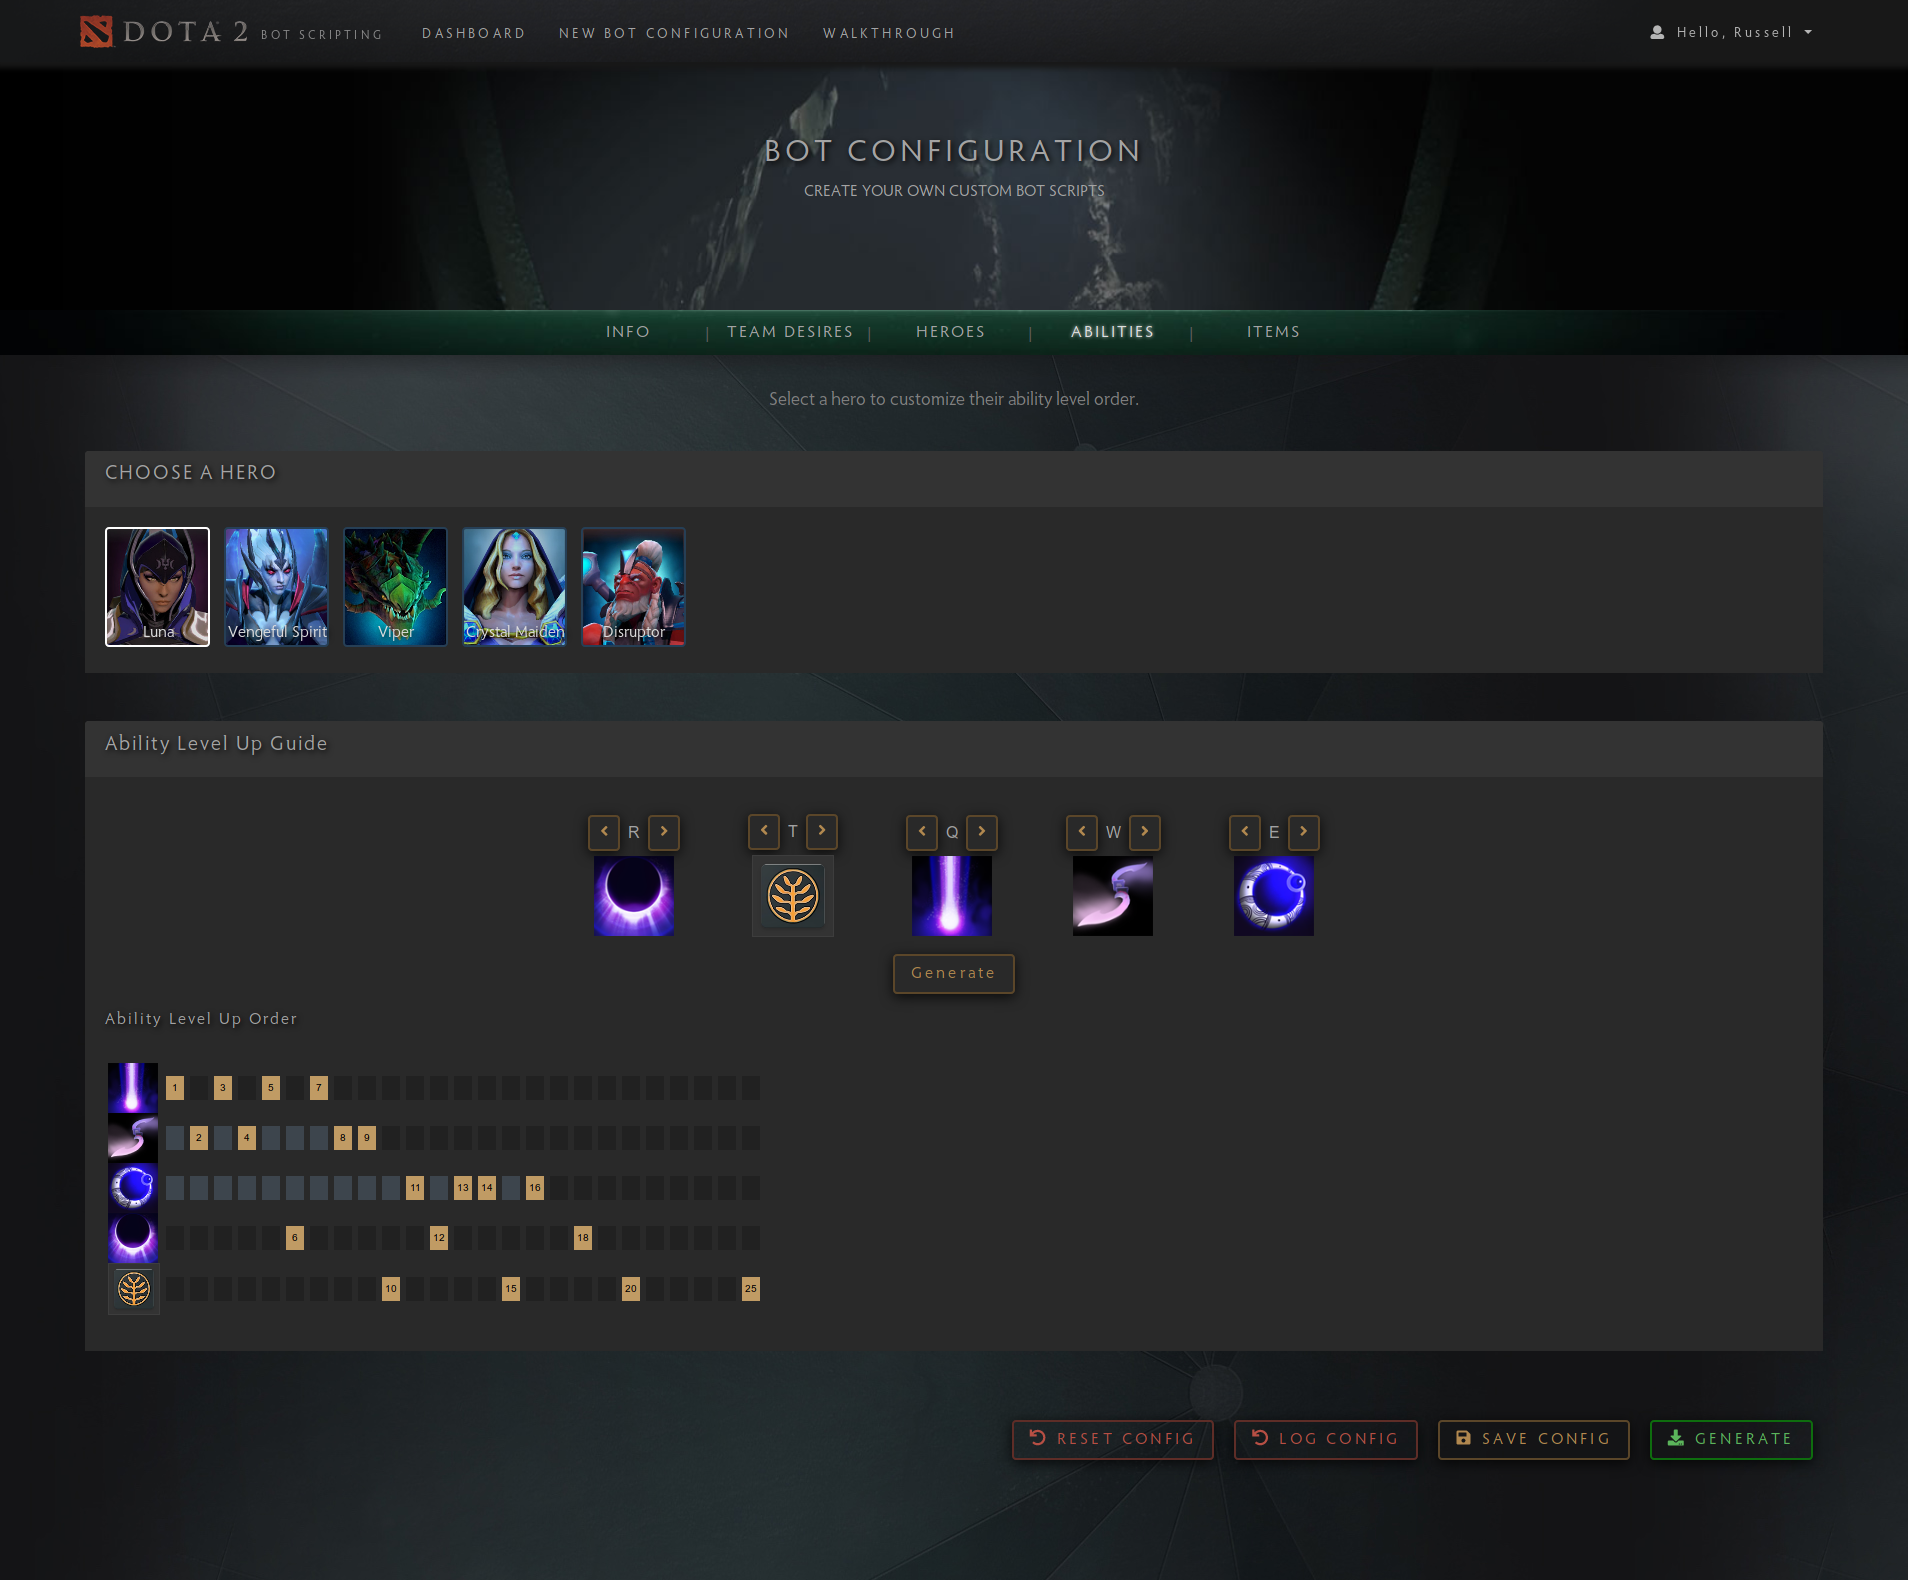 DOTA 2 BOT SCRIPTING DASHBOARD NEW BOT CONFIGURATION WALKTHROUGH Hello, Russell
BOT CONFIGURATION
CREATE YOUR OWN CUSTOM BOT SCRIPTS
INFO | TEAM DESIRES | HEROES | ABILITIES | ITEMS
Select a hero to customize their ability level order.
CHOOSE A HERO
Luna Vengeful Spirit Viper Crystal Maiden Disruptor
Ability Level Up Guide
R T Q W E
Generate
Ability Level Up Order
1 3 5 7
2 4 8 9
11 13 14 16
6 12 18
10 15 20 25
RESET CONFIG LOG CONFIG SAVE CONFIG GENERATE